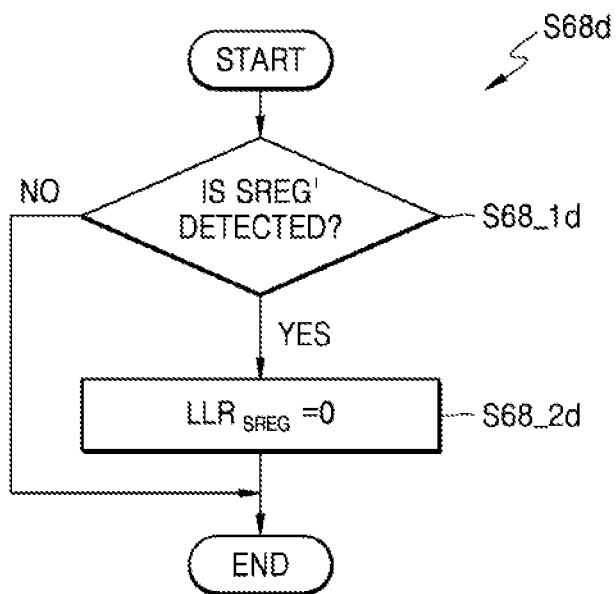 S68d
START
NO
IS SREG'
DETECTED?
S68_1d
YES
LLR SREG =0
S68_2d
END